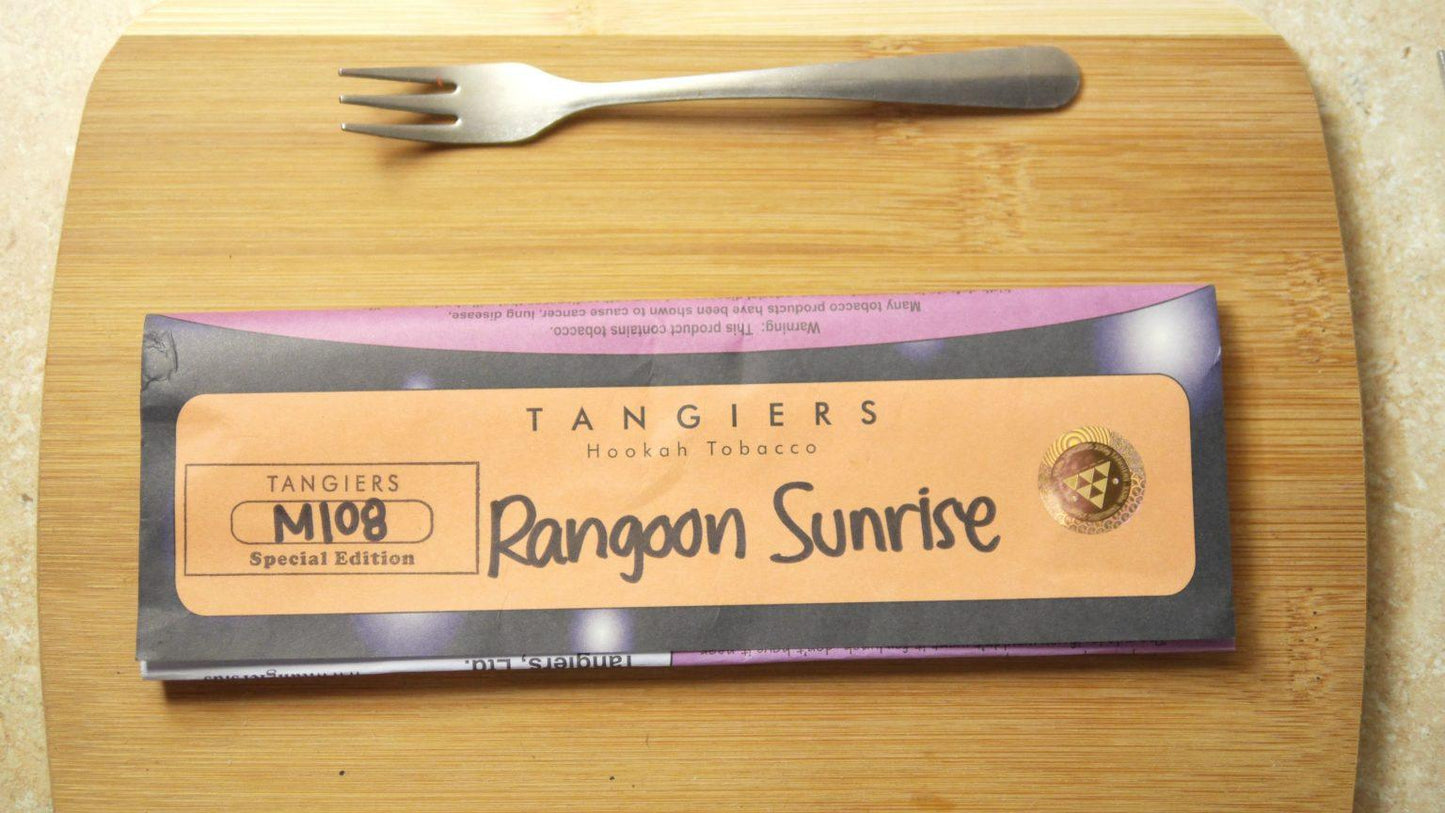 Many tobacco products have been shown to cause cancer, lung disease.
Warning: This product contains tobacco.
TANGIERS
Hookah Tobacco
TANGIERS
M108
Special Edition
Rangoon Sunrise
Tangiers, Ltd.